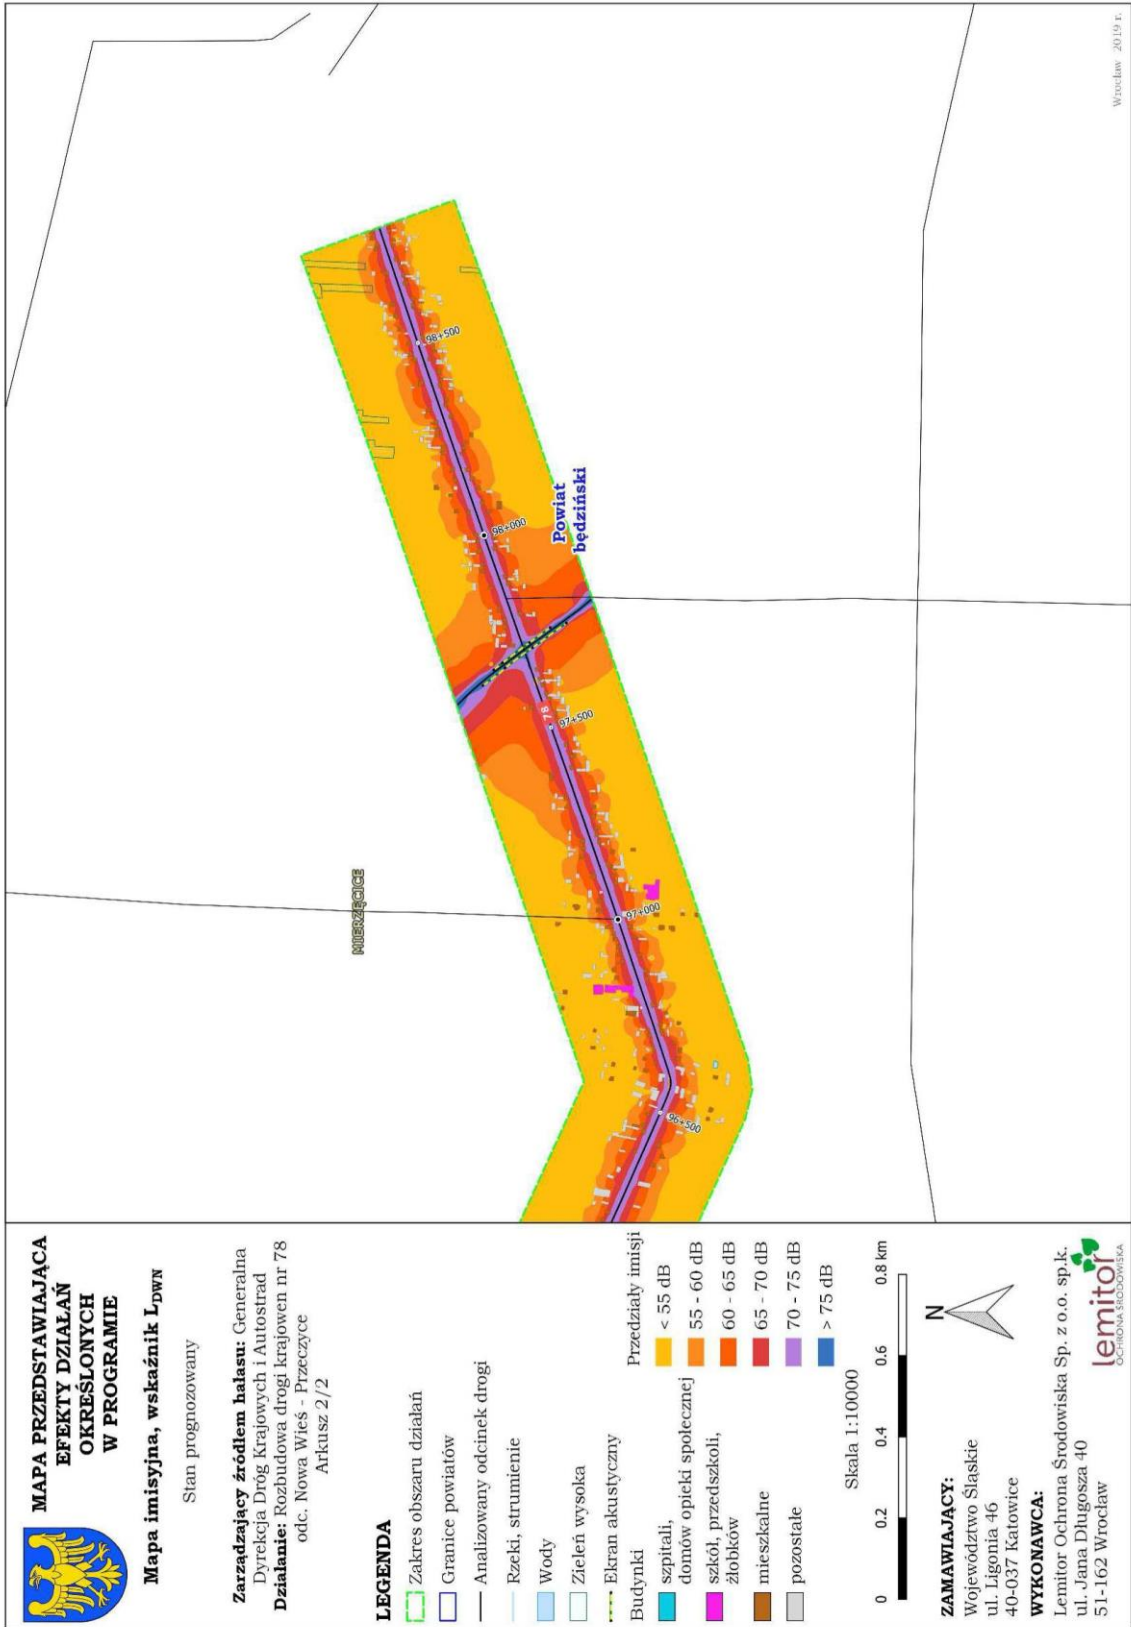 MAPA PRZEDSTAWIAJĄCA
EFEKTY DZIAŁAŃ
OKREŚLONYCH
W PROGRAMIE
Mapa imisyjna, wskaźnik LDWN
Stan prognozowany
Zarządzający źródłem hałasu: Generalna
Dyrekcja Dróg Krajowych i Autostrad
Działanie: Rozbudowa drogi krajowen nr 78
odc. Nowa Wieś - Przeczyce
Arkusz 2/2
LEGENDA
Zakres obszaru działań
Granice powiatów
Analizowany odcinek drogi
Rzeki, strumienie
Wody
Zieleń wysoka
Ekran akustyczny
Budynki
szpitali,
domów opieki społecznej
szkół, przedszkoli,
żłobków
mieszkalne
pozostałe
Przedziały imisji
< 55 dB
55 - 60 dB
60 - 65 dB
65 - 70 dB
70 - 75 dB
> 75 dB
Skala 1:10000
0 0.2 0.4 0.6 0.8 km
N
ZAMAWIAJĄCY:
Województwo Śląskie
ul. Ligonia 46
40-037 Katowice
WYKONAWCA:
Lemitor Ochrona Środowiska Sp. z o.o. sp.k.
ul. Jana Długosza 40
51-162 Wrocław
lemitor
OCHRONA ŚRODOWISKA
MIERZĘCICE
Powiat
będziński
96+500
97+000
97+500
78
98+000
98+500
Wrocław 2019 r.